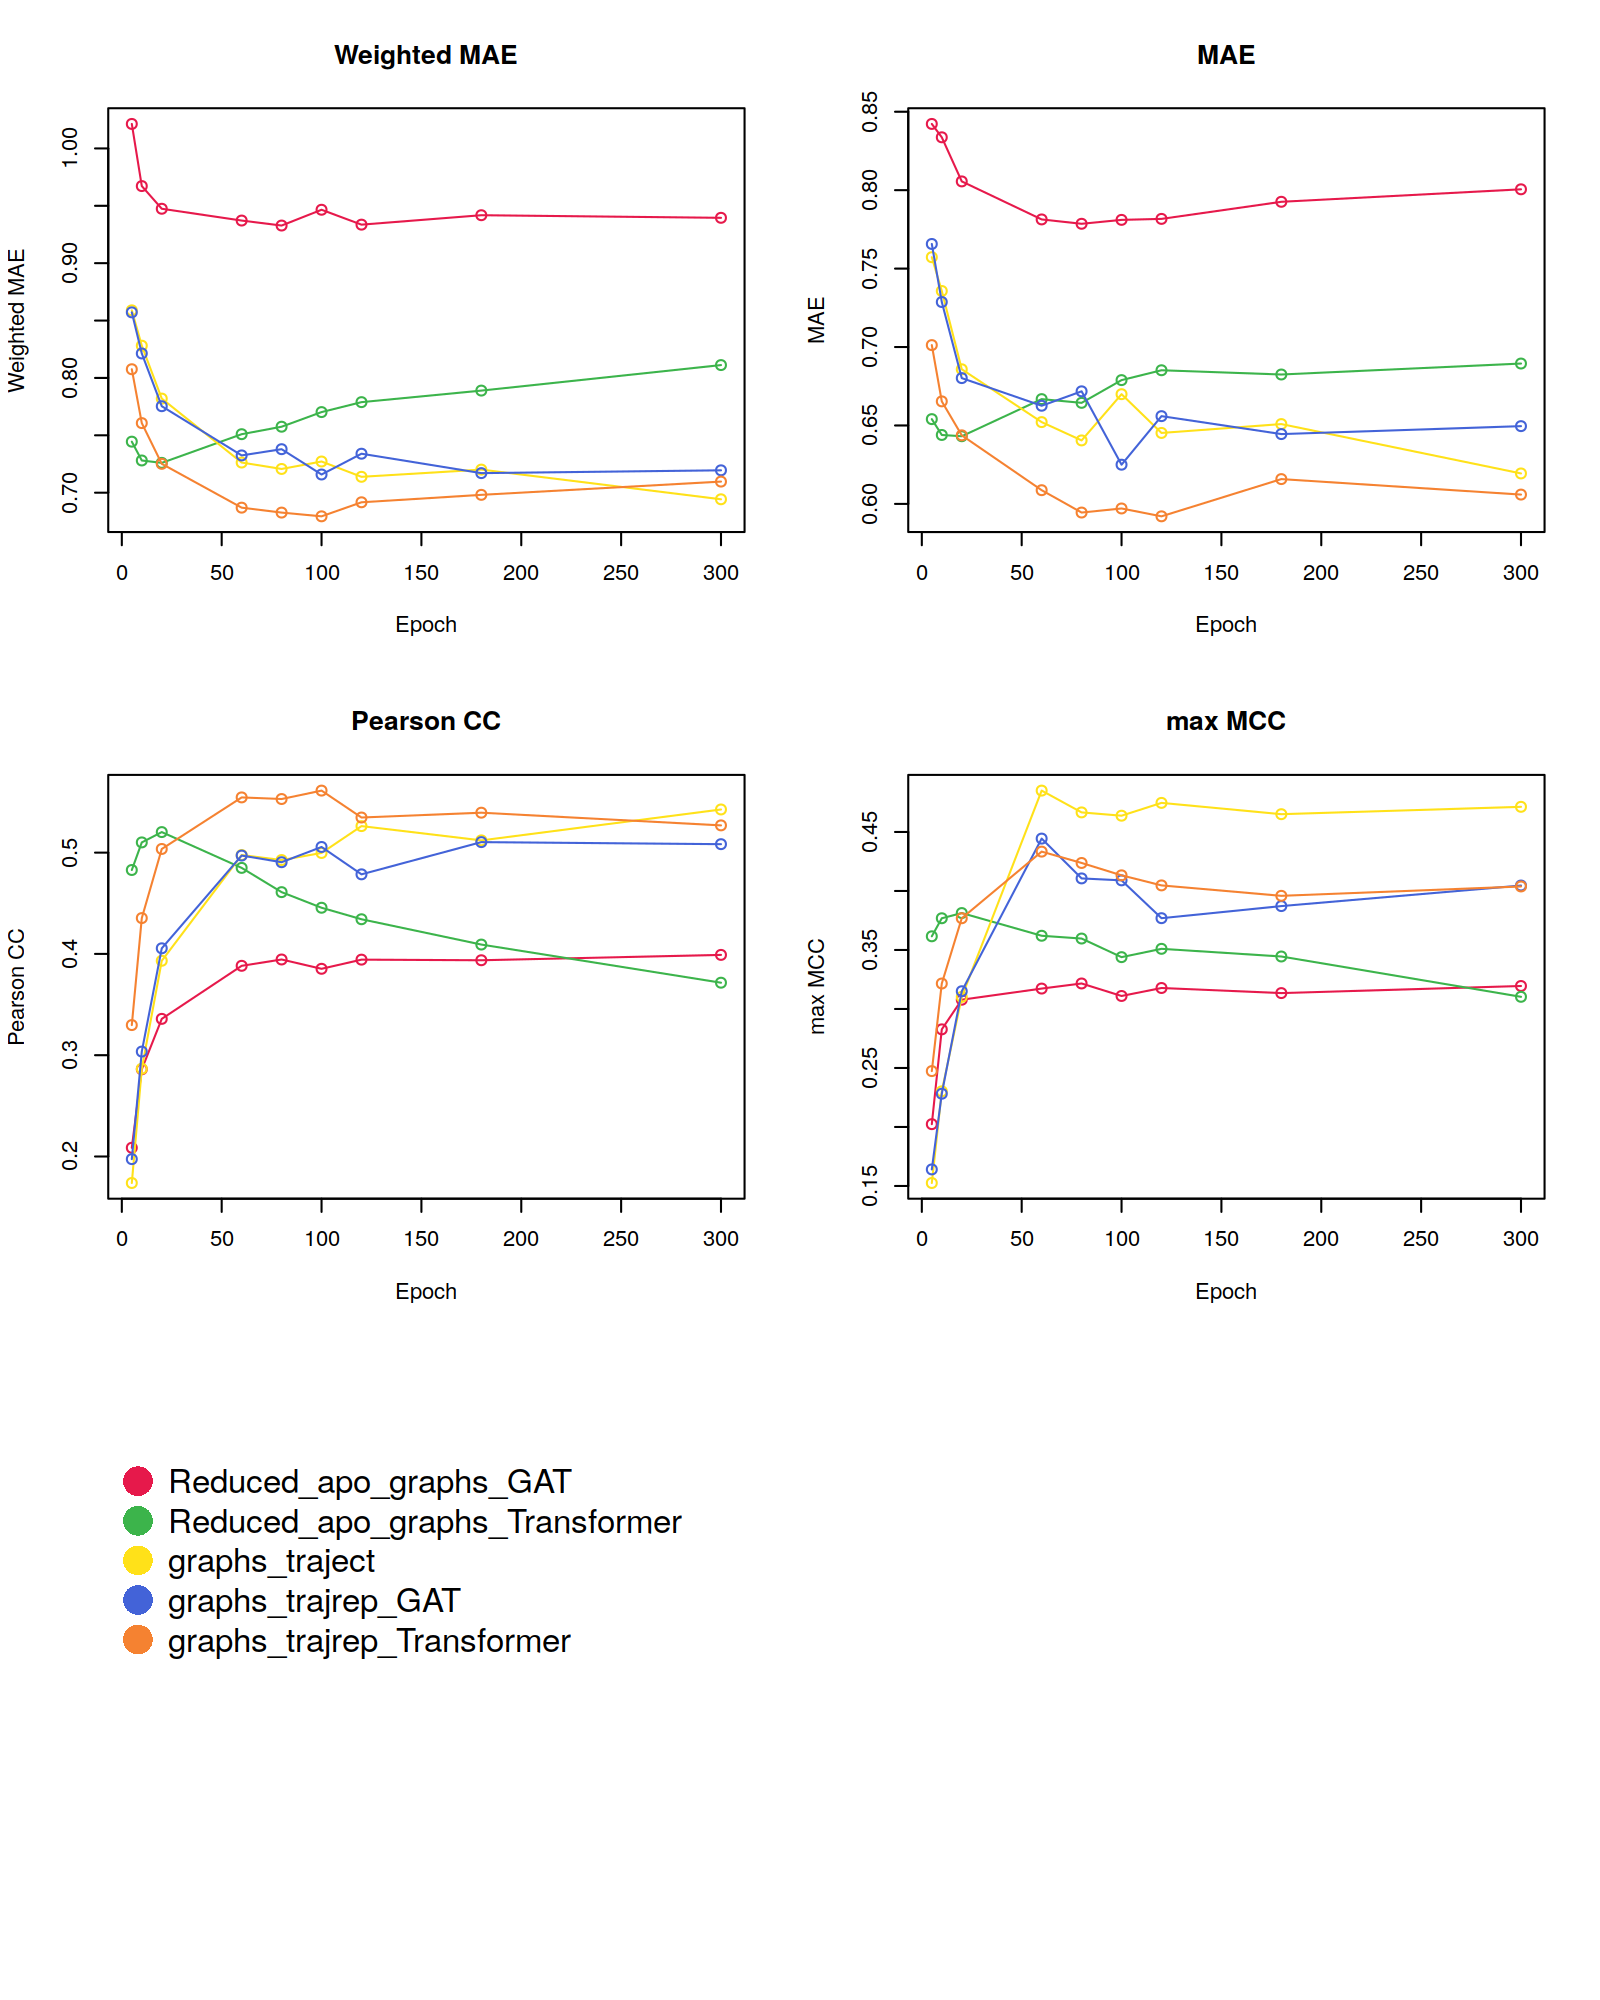 Weighted MAE
Weighted MAE
1.00
0.90
0.80
0.70
0 50 100 150 200 250 300
Epoch
MAE
MAE
0.85
0.80
0.75
0.70
0.65
0.60
0 50 100 150 200 250 300
Epoch
Pearson CC
Pearson CC
0.5
0.4
0.3
0.2
0 50 100 150 200 250 300
Epoch
max MCC
max MCC
0.45
0.35
0.25
0.15
0 50 100 150 200 250 300
Epoch
Reduced_apo_graphs_GAT
Reduced_apo_graphs_Transformer
graphs_traject
graphs_trajrep_GAT
graphs_trajrep_Transformer